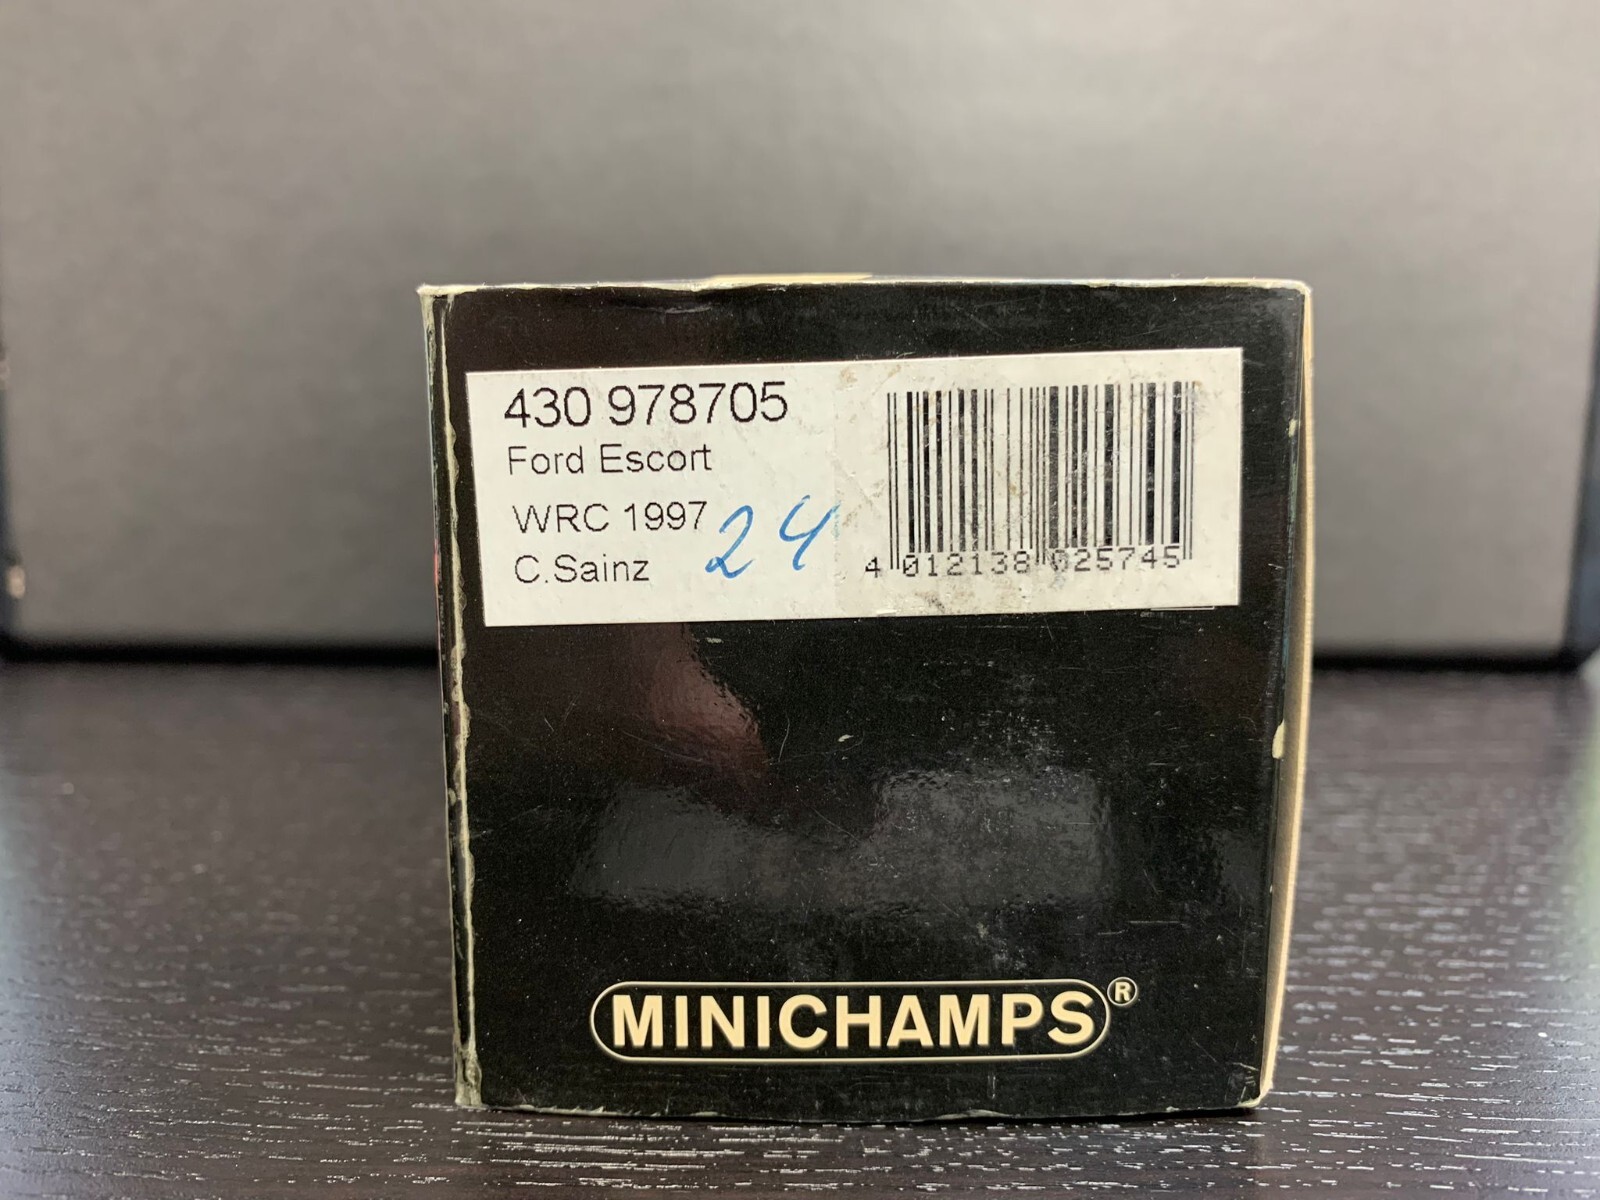 430 978705
Ford Escort
WRC 1997
C.Sainz
24
4 012138 025745
MINICHAMPS®